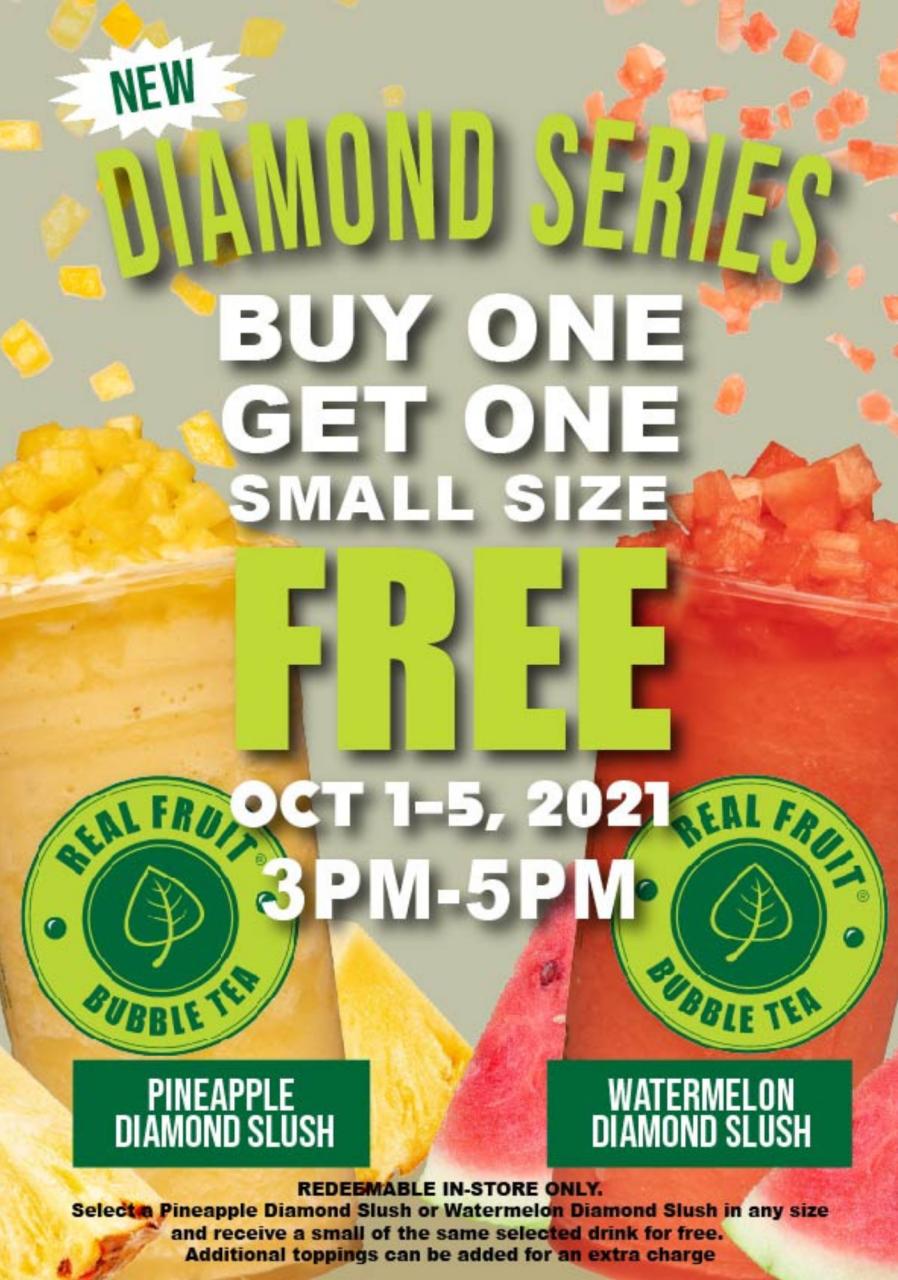 NEW
DIAMOND SERIES
BUY ONE
GET ONE
SMALL SIZE
FREE
OCT 1-5, 2021
3PM-5PM
REAL FRUIT®
BUBBLE TEA
REAL FRUIT®
BUBBLE TEA
PINEAPPLE
DIAMOND SLUSH
WATERMELON
DIAMOND SLUSH
REDEEMABLE IN-STORE ONLY.
Select a Pineapple Diamond Slush or Watermelon Diamond Slush in any size
and receive a small of the same selected drink for free.
Additional toppings can be added for an extra charge